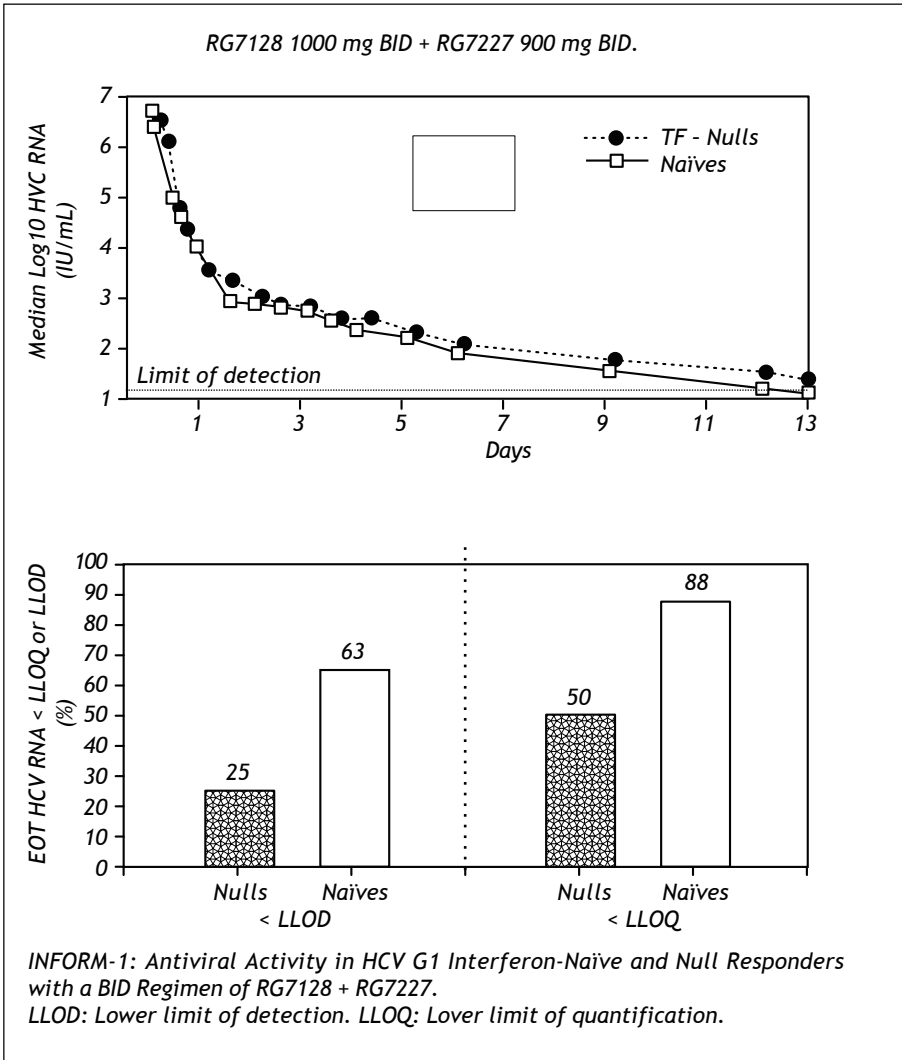 RG7128 1000 mg BID + RG7227 900 mg BID.
Median Log10 HVC RNA
(IU/mL)
7
6
5
4
3
2
1
TF - Nulls
Naïves
Limit of detection
1 3 5 7 9 11 13
Days
EOT HCV RNA < LLOQ or LLOD
(%)
100
90
80
70
60
50
40
30
20
10
0
25
63
50
88
Nulls Naïves Nulls Naïves
< LLOD < LLOQ
INFORM-1: Antiviral Activity in HCV G1 Interferon-Naïve and Null Responders
with a BID Regimen of RG7128 + RG7227.
LLOD: Lower limit of detection. LLOQ: Lover limit of quantification.